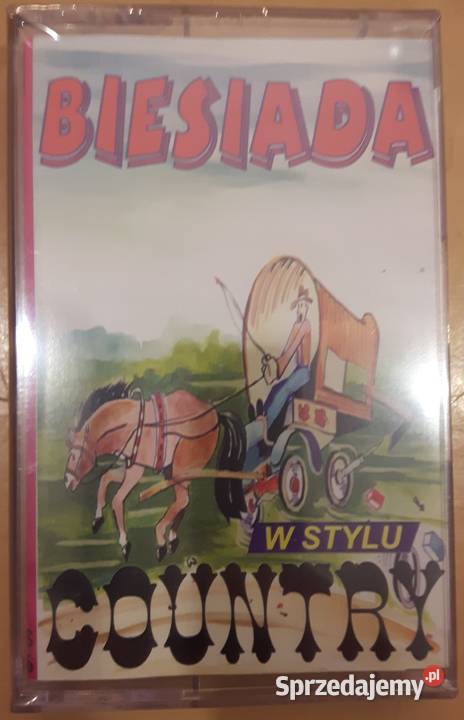 BIESIADA
W STYLU
COUNTRY
Sprzedajemy.pl